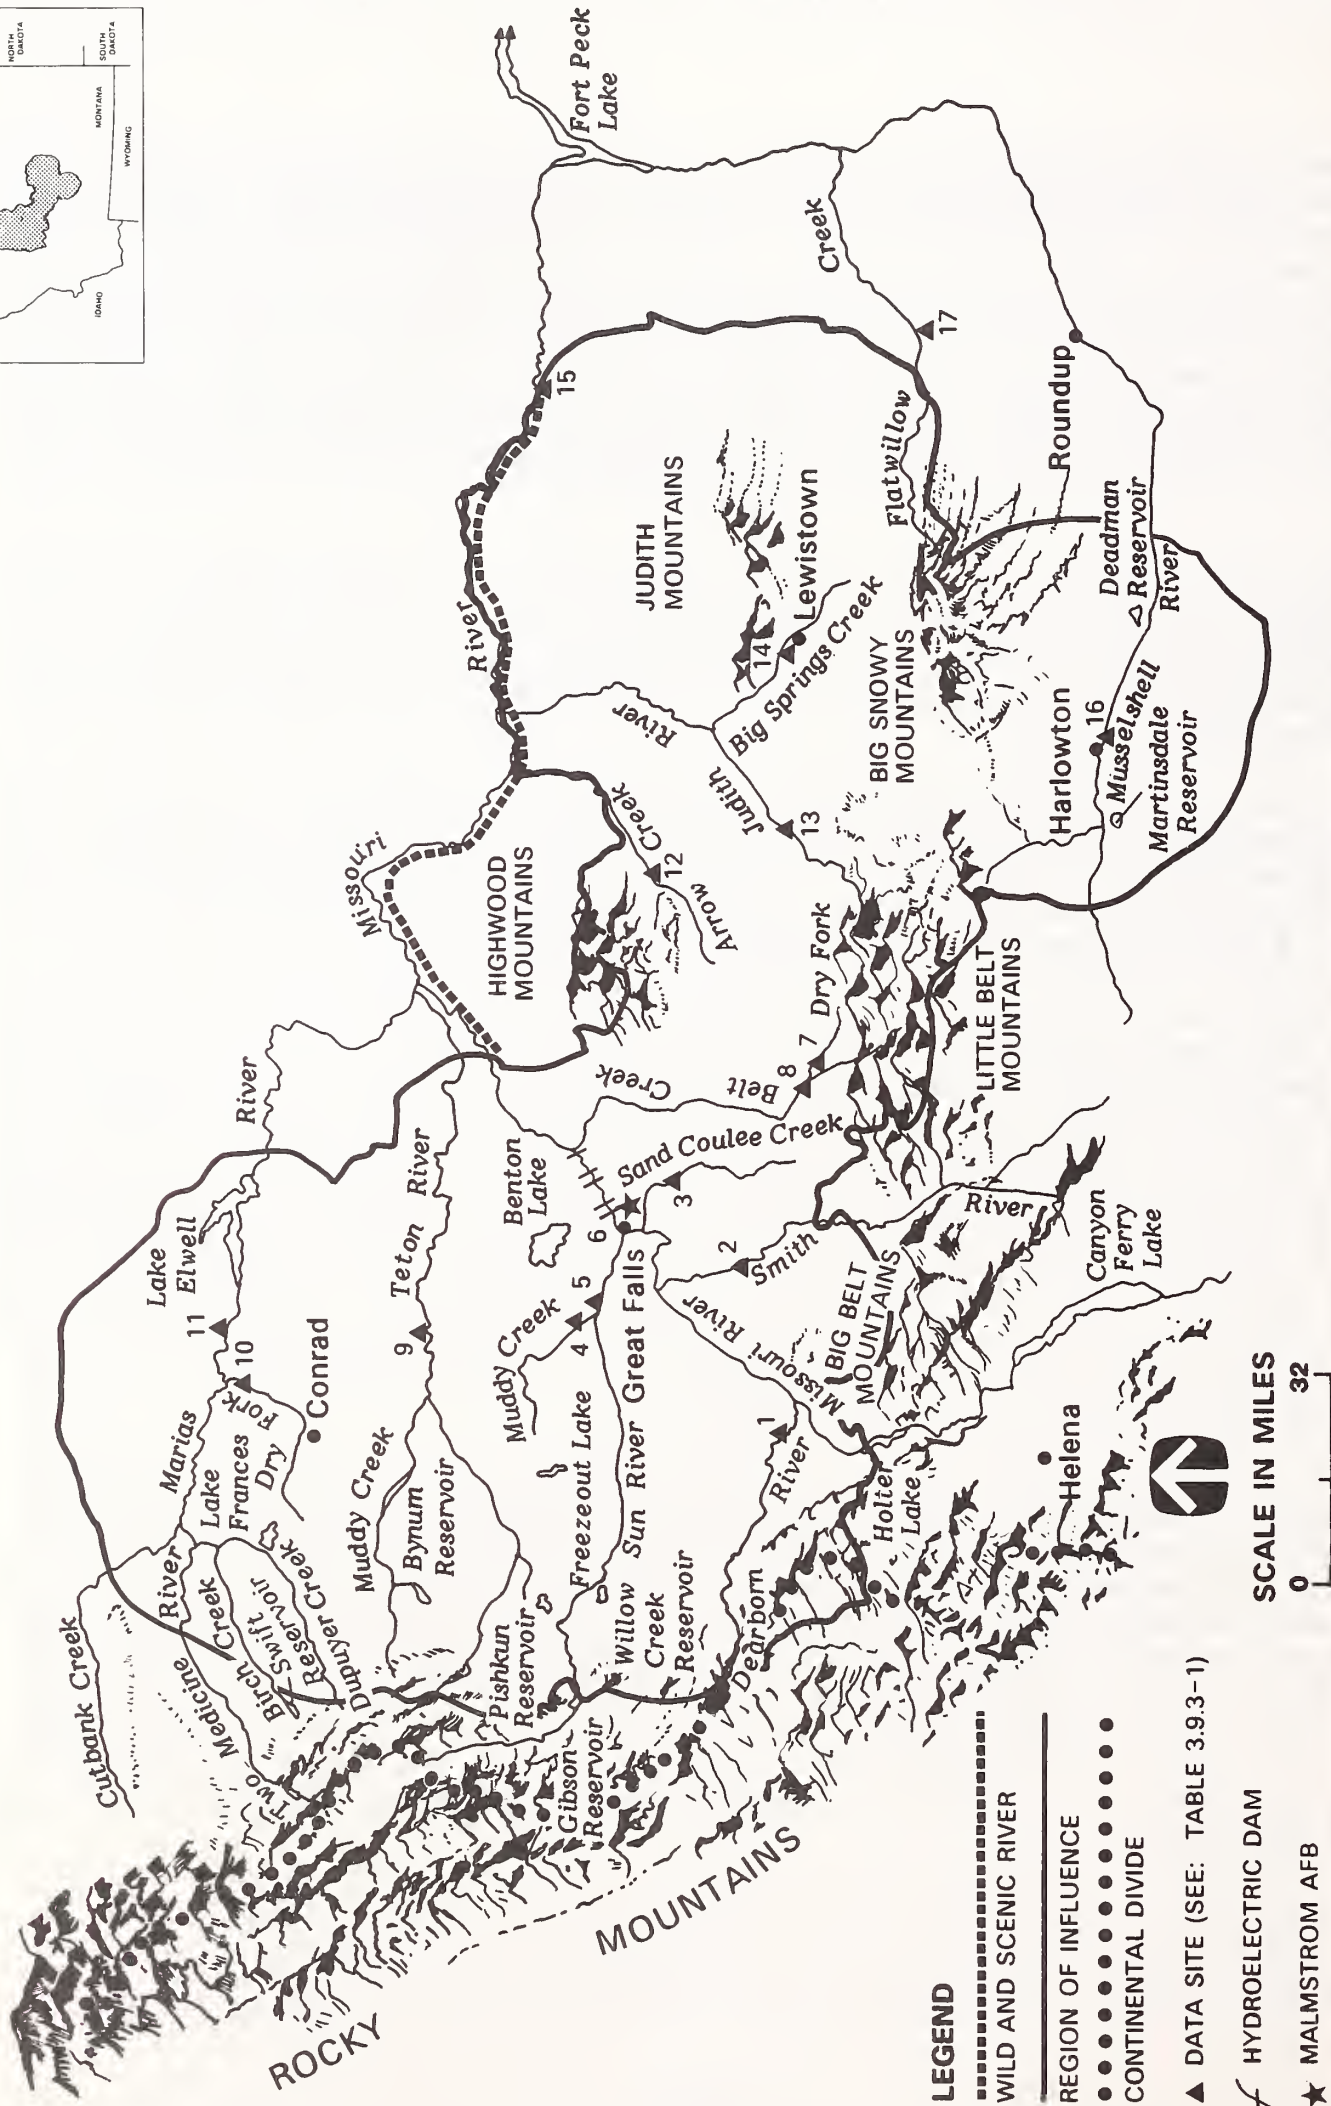 NORTH
DAKOTA
SOUTH
DAKOTA
MONTANA
WYOMING
IDAHO
Cutbank Creek
Two Medicine River
Birch Creek
Swift
Reservoir
Dupuyer Creek
Marias
River
Lake
Frances
Dry Fork
10
11
Lake
Elwell
Conrad
Muddy Creek
Bynum
Reservoir
9
Teton River
Pishkun
Reservoir
Freezeout Lake
Muddy Creek
4
5
6
Benton
Lake
Sun River
Great Falls
Willow
Creek
Reservoir
Gibson
Reservoir
Dearborn River
1
Missouri River
Smith River
2
3
Sand Coulee Creek
Belt Creek
8
7
Dry Fork
Holter
Lake
Helena
Canyon
Ferry
Lake
BIG BELT
MOUNTAINS
LITTLE BELT
MOUNTAINS
HIGHWOOD
MOUNTAINS
Missouri River
Arrow Creek
12
Judith River
13
Big Springs Creek
14
Lewistown
JUDITH
MOUNTAINS
BIG SNOWY
MOUNTAINS
15
Fort Peck
Lake
Flatwillow Creek
17
Roundup
Deadman
Reservoir
Musselshell River
16
Harlowton
Martinsdale
Reservoir
ROCKY MOUNTAINS
LEGEND
WILD AND SCENIC RIVER
REGION OF INFLUENCE
CONTINENTAL DIVIDE
DATA SITE (SEE: TABLE 3.9.3-1)
HYDROELECTRIC DAM
MALMSTROM AFB
SCALE IN MILES
0 32